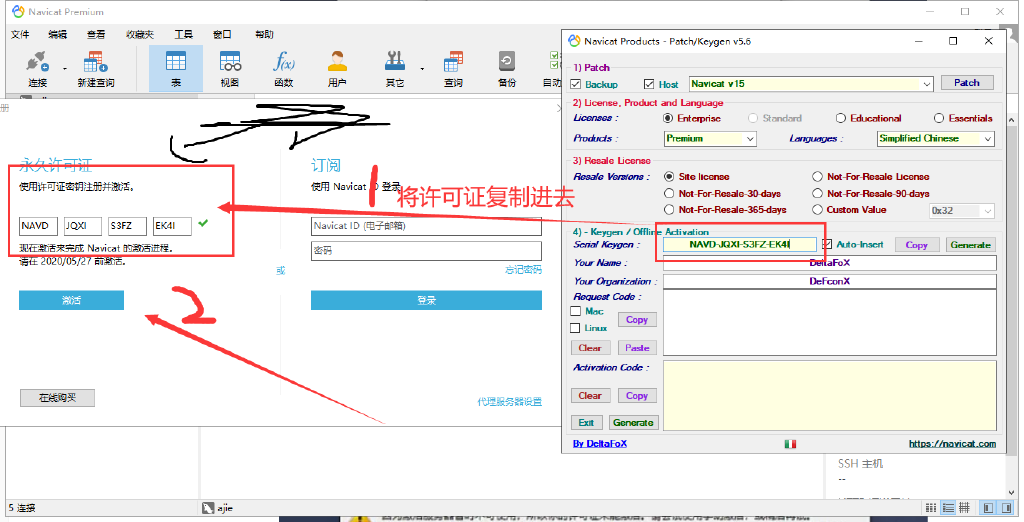 Navicat Premium
文件 编辑 查看 收藏夹 工具 窗口 帮助
连接 新建查询 表 视图 函数 用户 其它 查询 备份 自动
册
永久许可证
使用许可证密钥注册并激活。
NAVD JQXI S3FZ EK4I
现在激活来完成 Navicat 的激活进程。
请在 2020/05/27 前激活。
激活
2
在线购买
或
订阅
使用 Navicat ID 登录
Navicat ID (电子邮箱)
密码
忘记密码
登录
代理服务器设置
1
将许可证复制进去
Navicat Products - Patch/Keygen v5.6
1) Patch
Backup Host Navicat v15 Patch
2) License, Product and Language
Licenses : Enterprise Standard Educational Essentials
Products : Premium Languages : Simplified Chinese
3) Resale License
Resale Versions : Site license Not-For-Resale License
Not-For-Resale-30-days Not-For-Resale-90-days
Not-For-Resale-365-days Custom Value 0x32
4) - Keygen / Offline Activation
Serial Keygen : NAVD-JQXI-S3FZ-EK4I Auto-Insert Copy Generate
Your Name : DeltaFoX
Your Organization : DeFconX
Request Code :
Mac
Linux
Copy
Clear Paste
Activation Code :
Clear Copy
Exit Generate
By DeltaFoX https://navicat.com
SSH 主机
--
5 连接 ajie